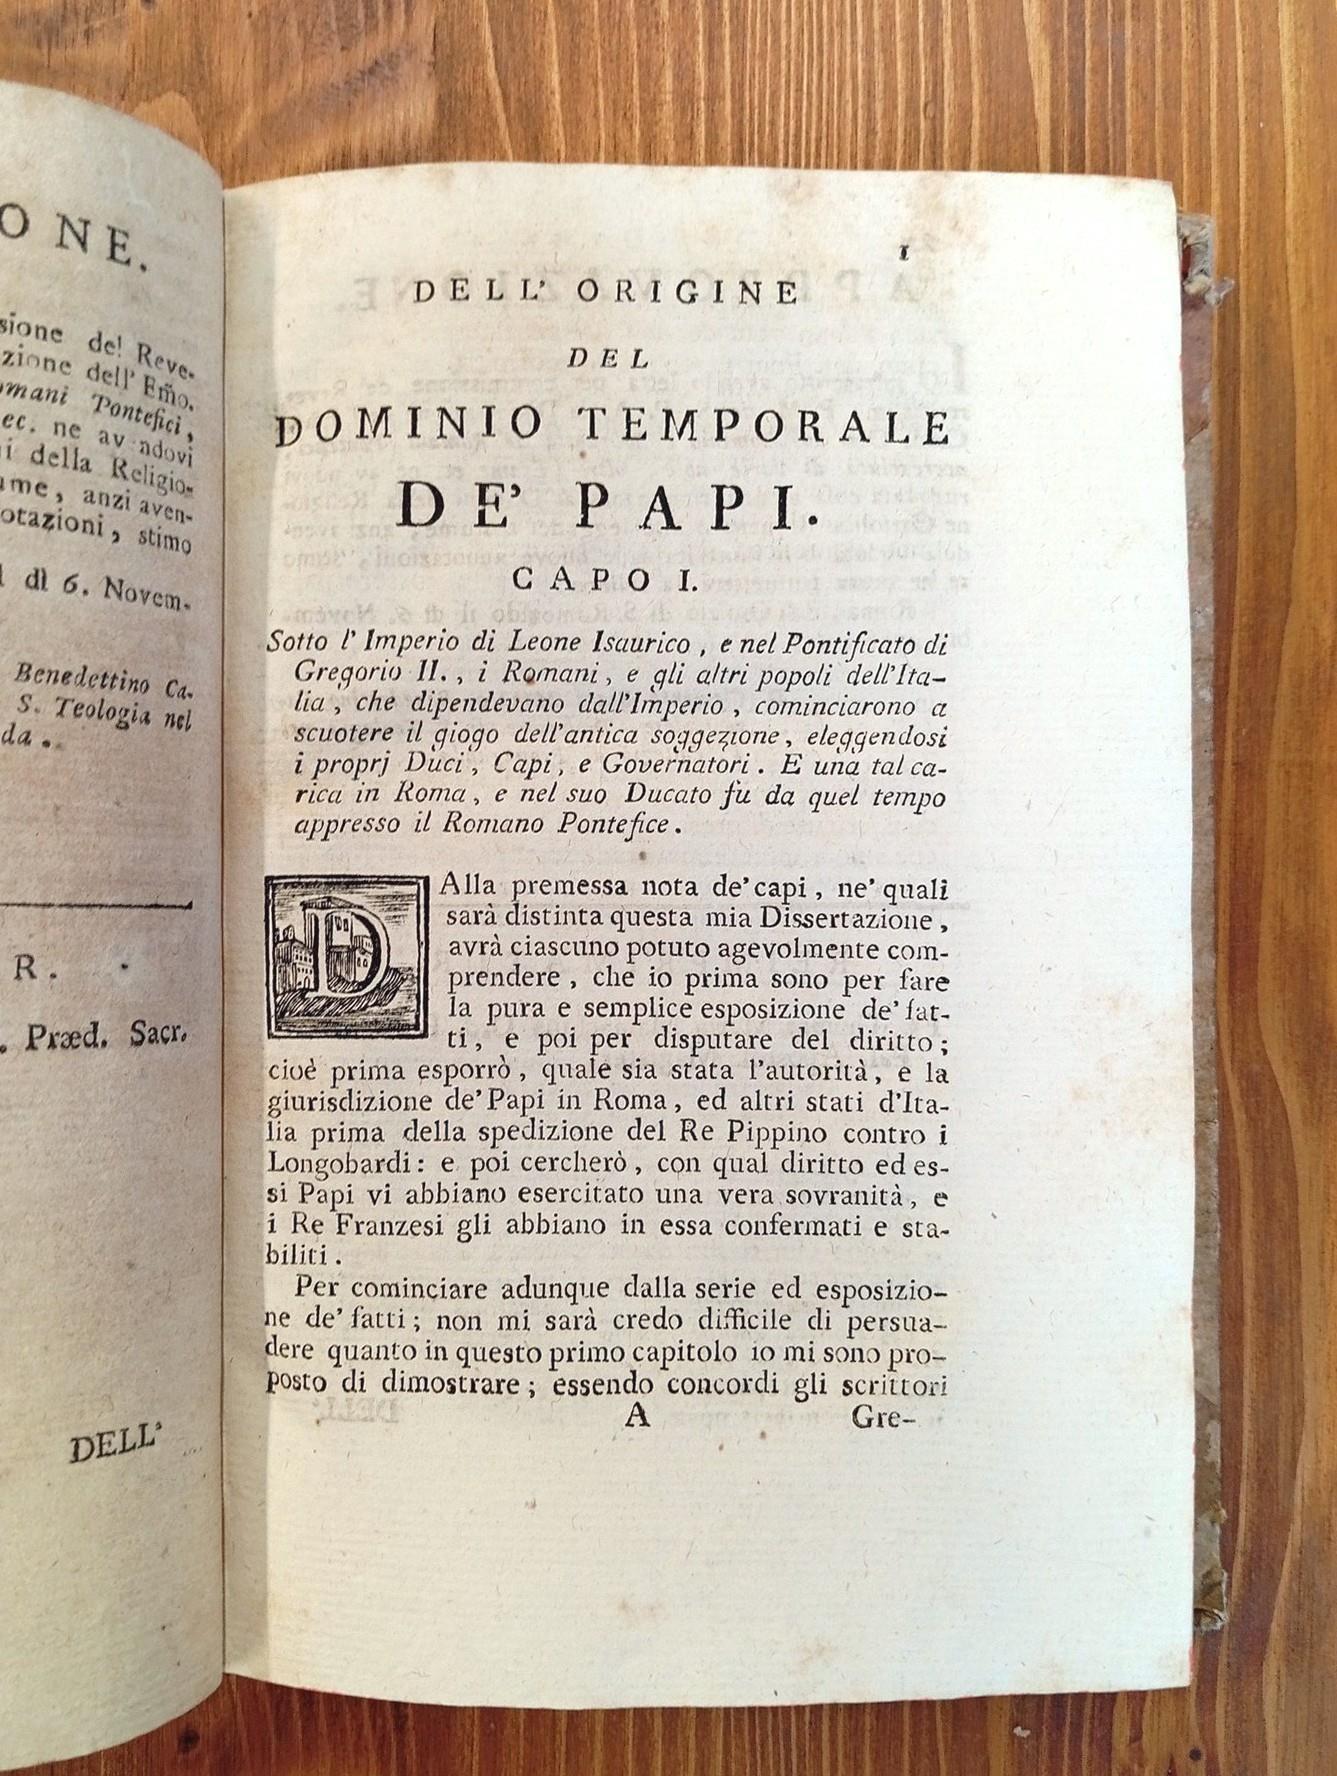 ONE.
sione del Reve-
zione dell' Em̃o.
omani Pontefici,
ec. ne av ndovi
i della Religio-
ume, anzi aven-
otazioni, stimo
dì 6. Novem-
Benedettino Ca-
S. Teologia nel
da.
R.
. Præd. Sacr.
DELL'
1
DELL' ORIGINE
DEL
DOMINIO TEMPORALE
DE' PAPI.
CAPO I.
Sotto l' Imperio di Leone Isaurico, e nel Pontificato di
Gregorio II., i Romani, e gli altri popoli dell'Ita-
lia, che dipendevano dall'Imperio, cominciarono a
scuotere il giogo dell'antica soggezione, eleggendosi
i proprj Duci, Capi, e Governatori. E una tal ca-
rica in Roma, e nel suo Ducato fù da quel tempo
appresso il Romano Pontefice.
DAlla premessa nota de' capi, ne' quali
sarà distinta questa mia Dissertazione,
avrà ciascuno potuto agevolmente com-
prendere, che io prima sono per fare
la pura e semplice esposizione de' fat-
ti, e poi per disputare del diritto;
cioè prima esporrò, quale sia stata l'autorità, e la
giurisdizione de' Papi in Roma, ed altri stati d'Ita-
lia prima della spedizione del Re Pippino contro i
Longobardi: e poi cercherò, con qual diritto ed es-
si Papi vi abbiano esercitato una vera sovranità, e
i Re Franzesi gli abbiano in essa confermati e sta-
biliti.
Per cominciare adunque dalla serie ed esposizio-
ne de' fatti; non mi sarà credo difficile di persua-
dere quanto in questo primo capitolo io mi sono pro-
posto di dimostrare; essendo concordi gli scrittori
A Gre-